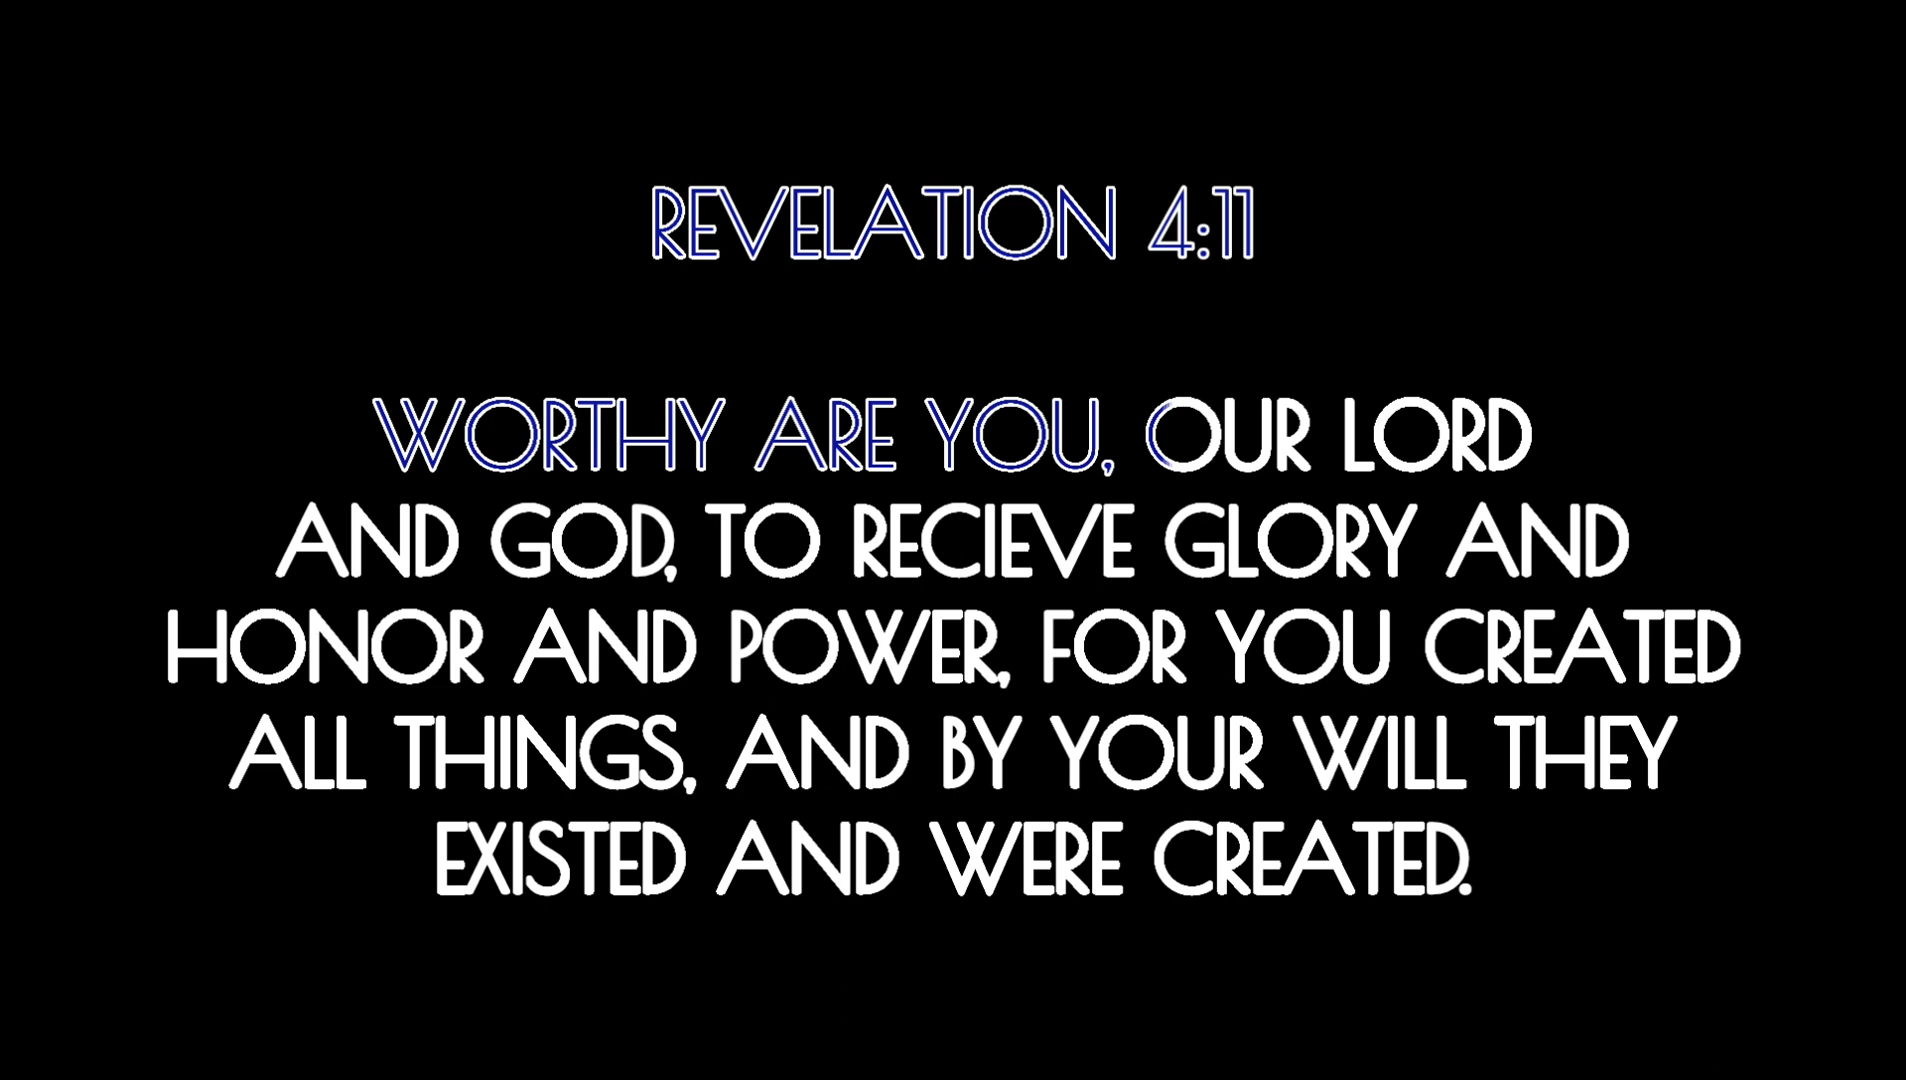 REVELATION 4:11
WORTHY ARE YOU, OUR LORD
AND GOD, TO RECIEVE GLORY AND
HONOR AND POWER, FOR YOU CREATED
ALL THINGS, AND BY YOUR WILL THEY
EXISTED AND WERE CREATED.